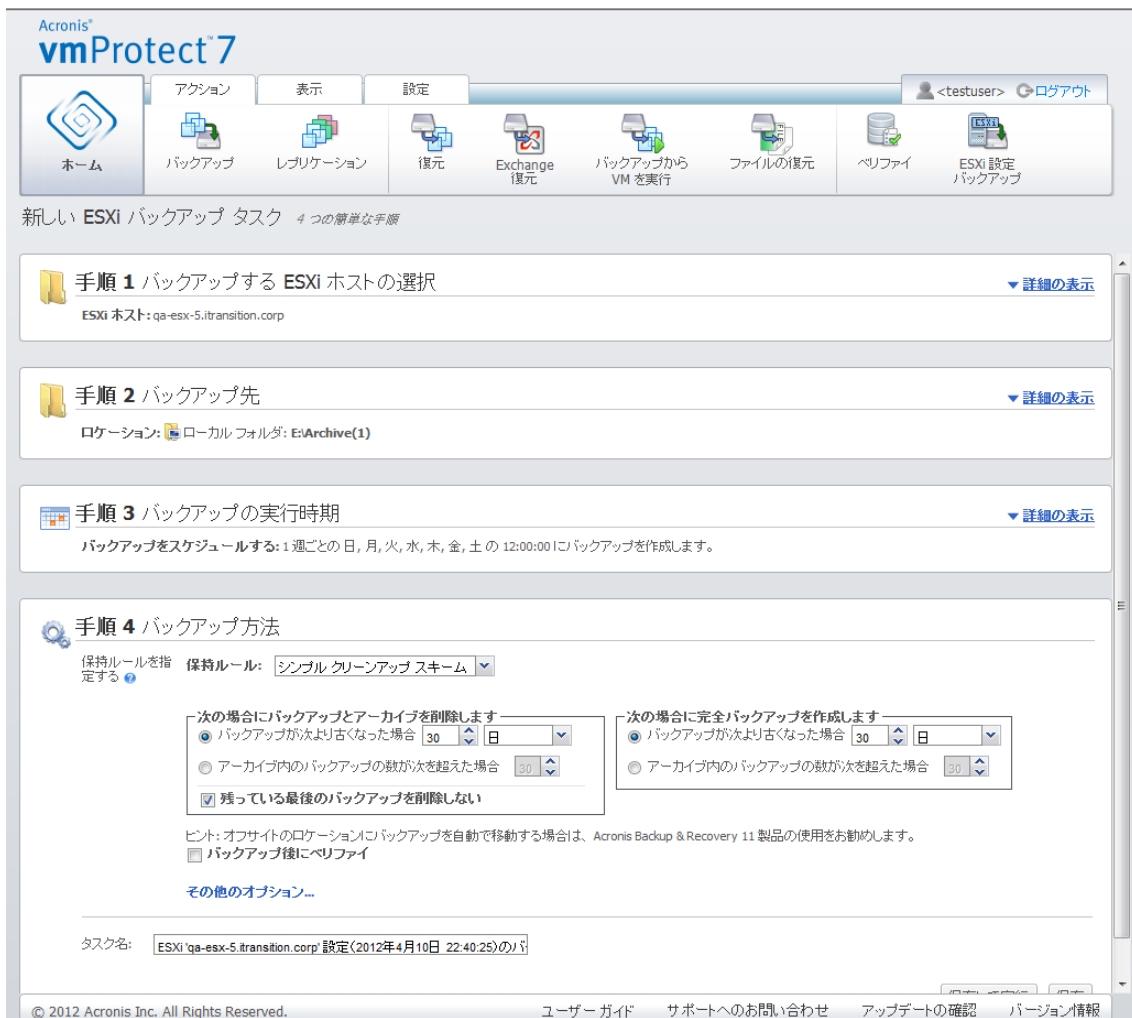 Acronis®
vmProtect™ 7
アクション 表示 設定
<testuser> ログアウト
ホーム
バックアップ
レプリケーション
復元
Exchange
復元
バックアップから
VM を実行
ファイルの復元
ベリファイ
ESXi 設定
バックアップ
新しい ESXi バックアップ タスク 4 つの簡単な手順
手順 1 バックアップする ESXi ホストの選択
詳細の表示
ESXi ホスト: qa-esx-5.itransition.corp
手順 2 バックアップ先
詳細の表示
ロケーション: ローカル フォルダ: E:\Archive(1)
手順 3 バックアップの実行時期
詳細の表示
バックアップをスケジュールする: 1 週ごとの 日, 月, 火, 水, 木, 金, 土 の 12:00:00 にバックアップを作成します。
手順 4 バックアップ方法
保持ルールを指
定する
保持ルール: シンプル クリーンアップ スキーム
次の場合にバックアップとアーカイブを削除します
バックアップが次より古くなった場合 30 日
アーカイブ内のバックアップの数が次を超えた場合 30
残っている最後のバックアップを削除しない
次の場合に完全バックアップを作成します
バックアップが次より古くなった場合 30 日
アーカイブ内のバックアップの数が次を超えた場合 30
ヒント: オフサイトのロケーションにバックアップを自動で移動する場合は、Acronis Backup & Recovery 11 製品の使用をお勧めします。
バックアップ後にベリファイ
その他のオプション...
タスク名: ESXi 'qa-esx-5.itransition.corp' 設定(2012年4月10日 22:40:25)のバ
保存して実行 保存
© 2012 Acronis Inc. All Rights Reserved.
ユーザー ガイド サポートへのお問い合わせ アップデートの確認 バージョン情報